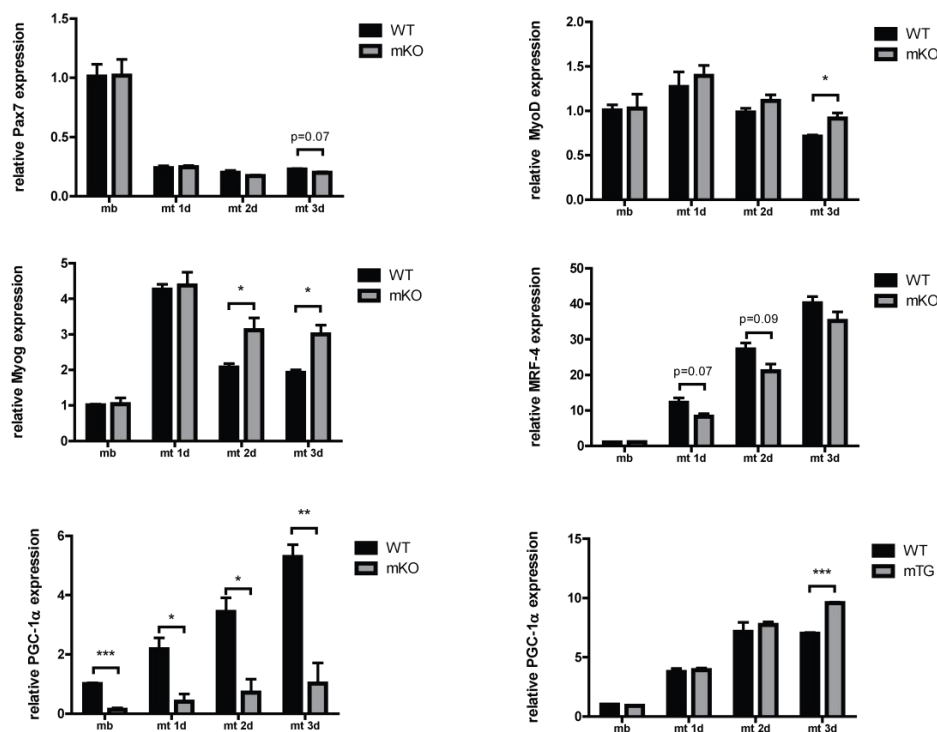 relative Pax7 expression
1.5
1.0
0.5
0.0
p=0.07
mb mt 1d mt 2d mt 3d
WT
mKO
relative MyoD expression
2.0
1.5
1.0
0.5
0.0
*
mb mt 1d mt 2d mt 3d
WT
mKO
relative Myog expression
5
4
3
2
1
0
* *
mb mt 1d mt 2d mt 3d
WT
mKO
relative MRF-4 expression
50
40
30
20
10
0
p=0.07
p=0.09
mb mt 1d mt 2d mt 3d
WT
mKO
relative PGC-1α expression
6
4
2
0
***
*
*
**
mb mt 1d mt 2d mt 3d
WT
mKO
relative PGC-1α expression
15
10
5
0
***
mb mt 1d mt 2d mt 3d
WT
mTG